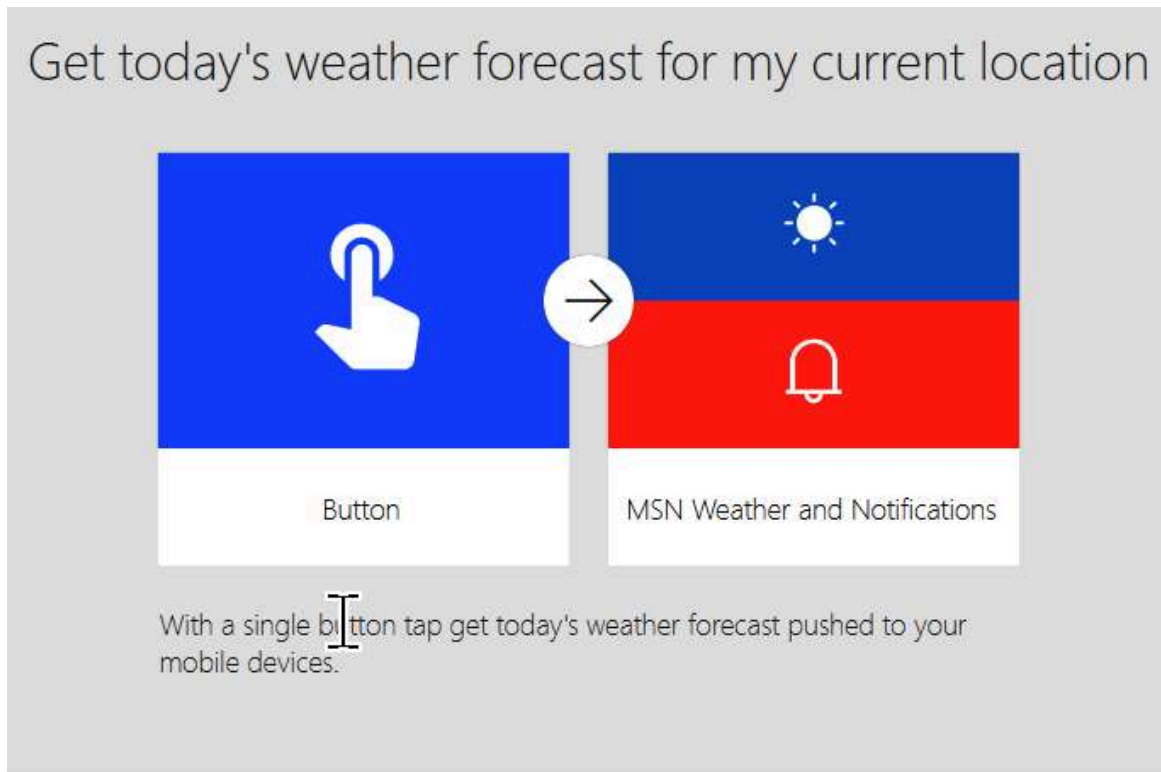 Get today's weather forecast for my current location
Button
MSN Weather and Notifications
With a single button tap get today's weather forecast pushed to your
mobile devices.